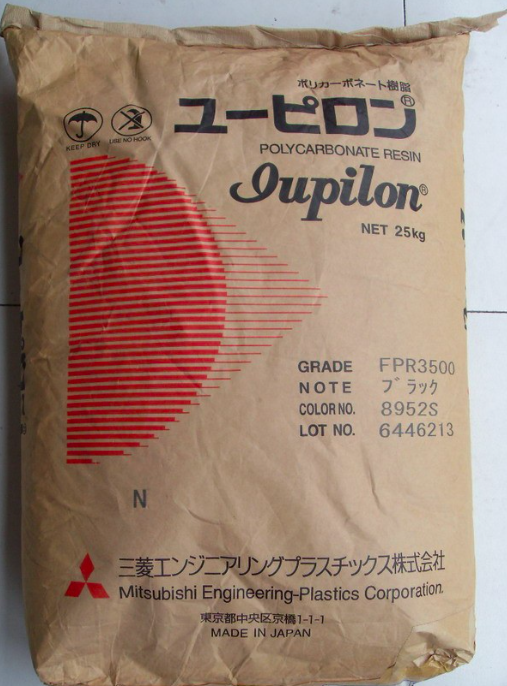 ポリカーボネート樹脂
ユーピロン®
KEEP DRY
USE NO HOOK
POLYCARBONATE RESIN
Iupilon®
NET 25kg
GRADE FPR3500
NOTE ブラック
COLOR NO. 8952S
LOT NO. 6446213
N
三菱エンジニアリングプラスチックス株式会社
Mitsubishi Engineering-Plastics Corporation.
東京都中央区京橋1-1-1
MADE IN JAPAN